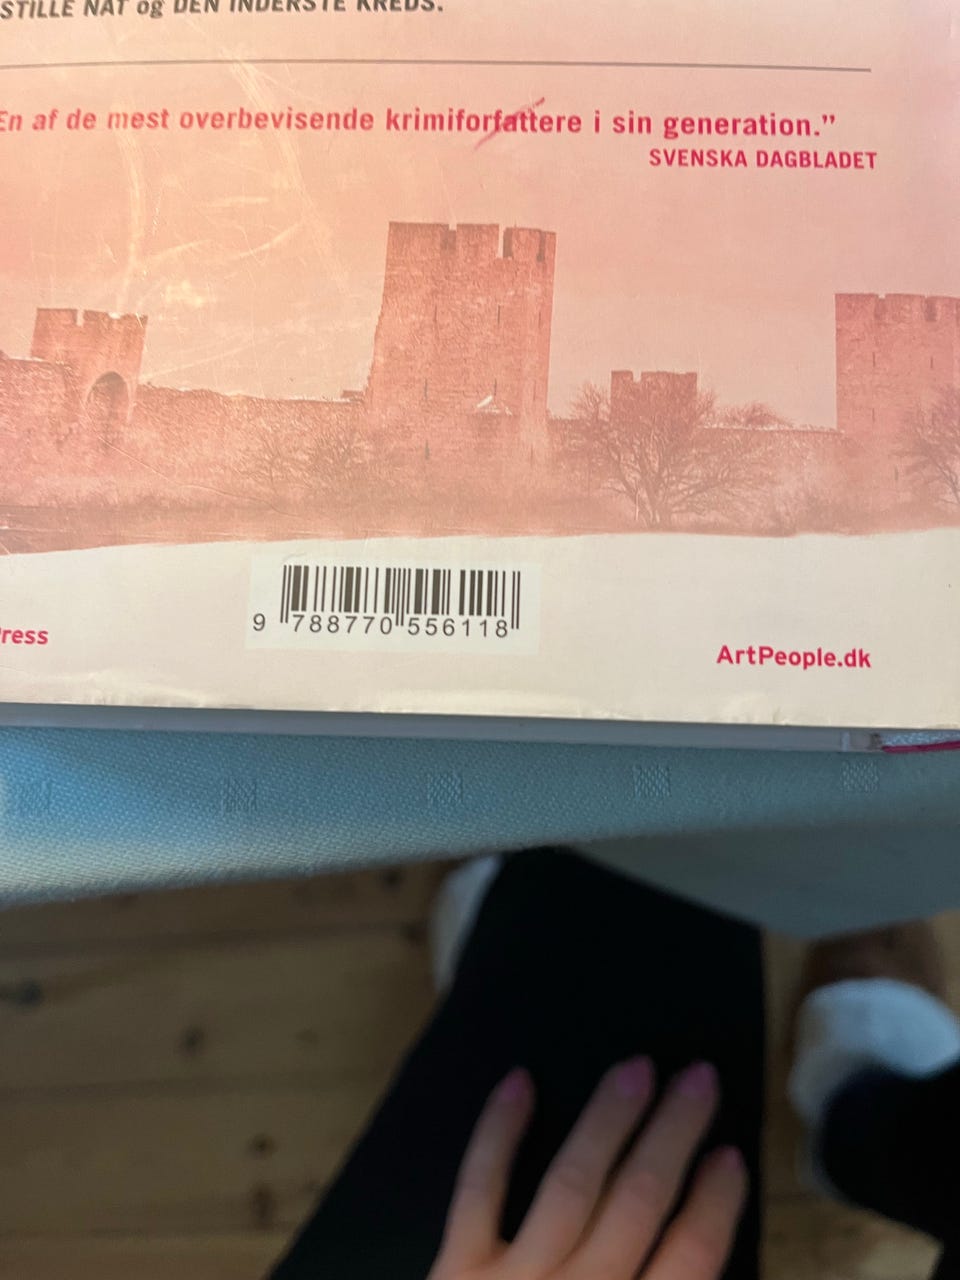 STILLE NAT og DEN INDERSTE KREDS.
En af de mest overbevisende krimiforfattere i sin generation.”
SVENSKA DAGBLADET
9 788770 556118
ress
ArtPeople.dk